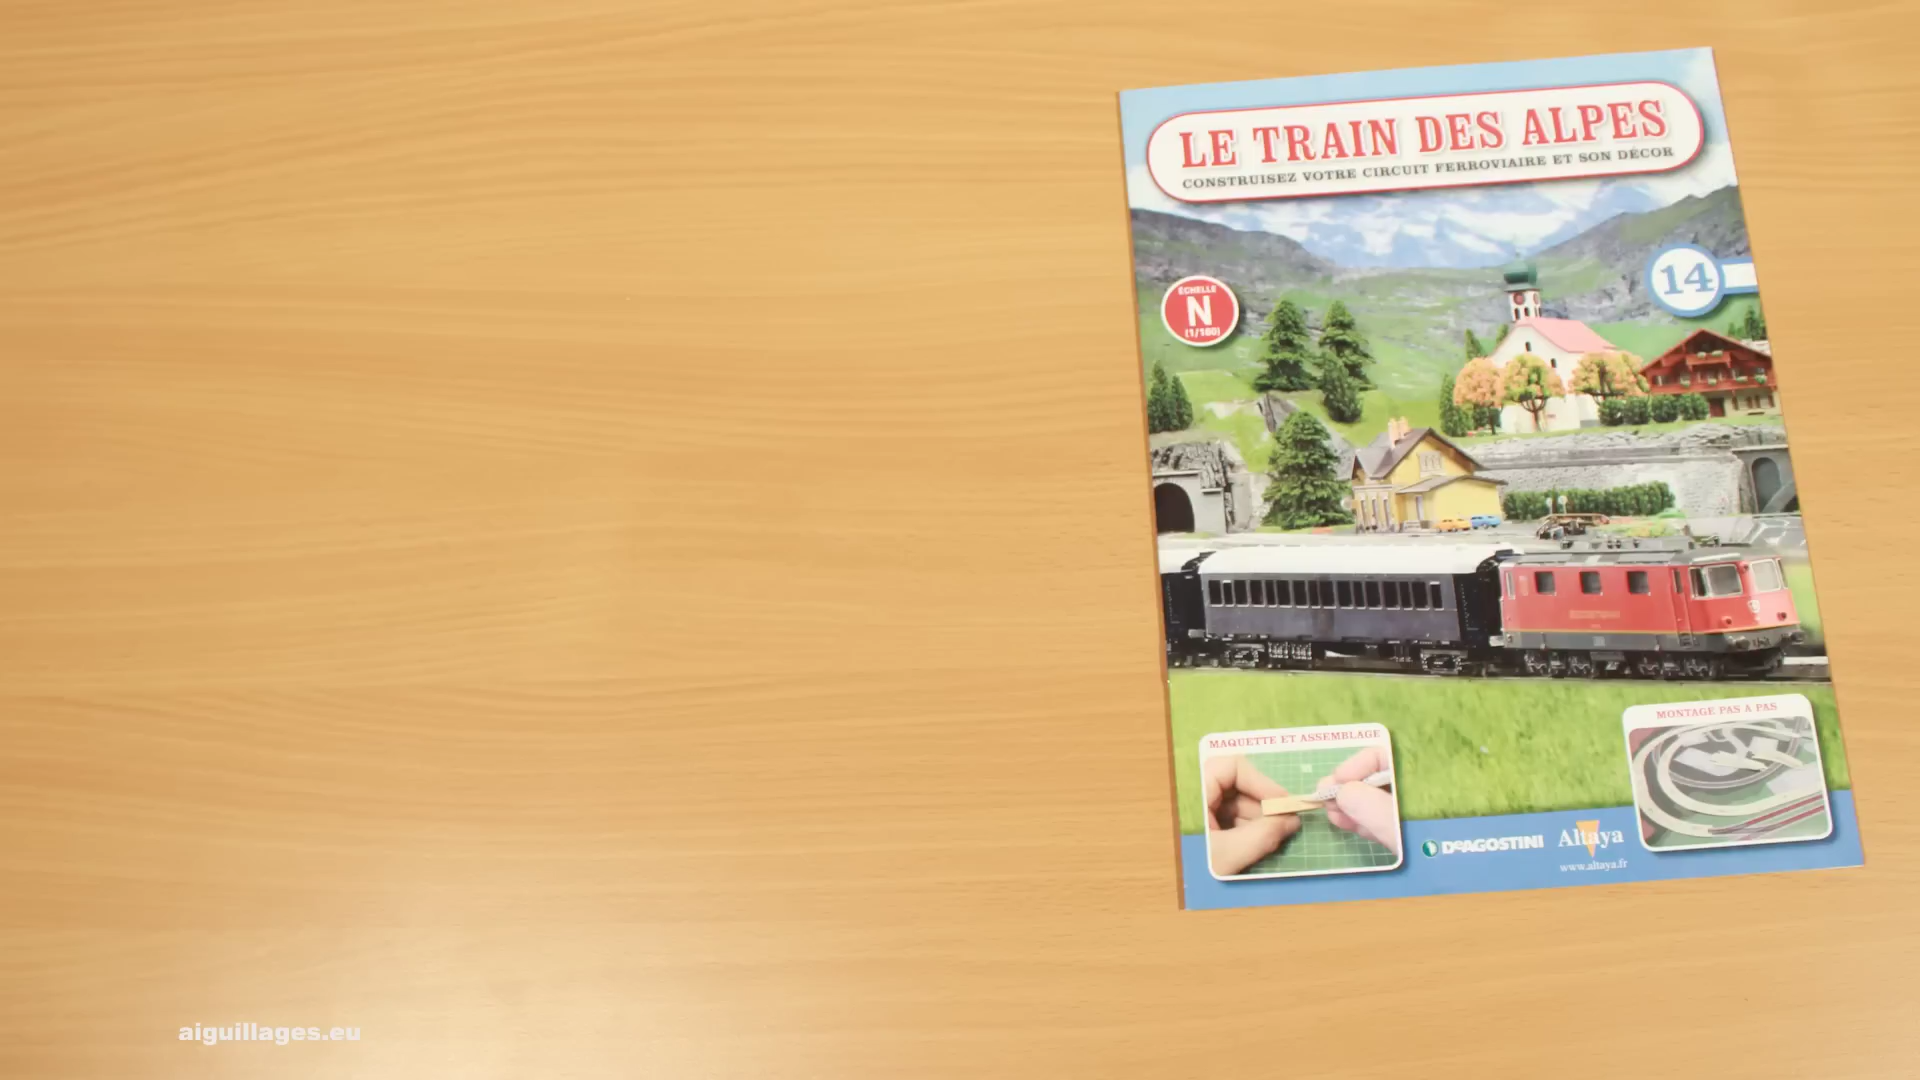 LE TRAIN DES ALPES
CONSTRUISEZ VOTRE CIRCUIT FERROVIAIRE ET SON DÉCOR
14
ÉCHELLE
N
(1/160)
MONTAGE PAS A PAS
MAQUETTE ET ASSEMBLAGE
DeAGOSTINI
Altaya
www.altaya.fr
aiguillages.eu